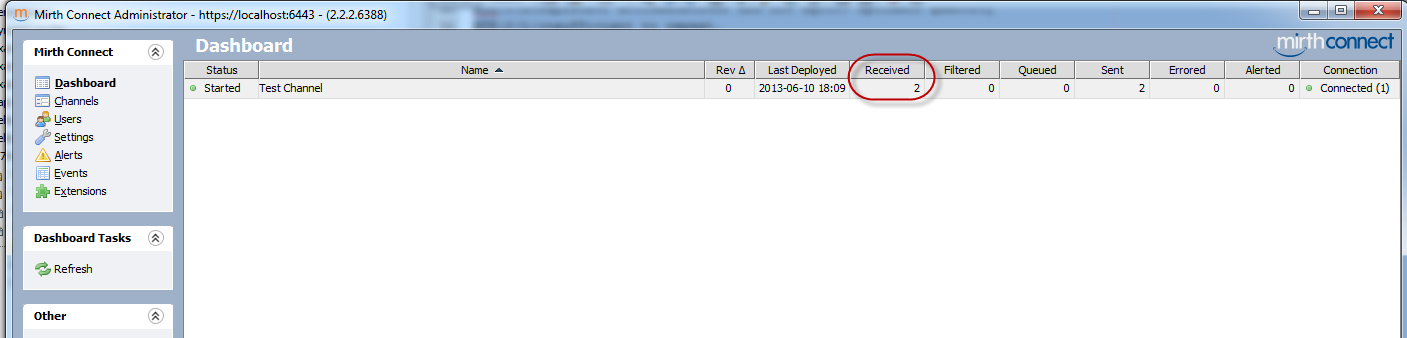 Mirth Connect Administrator - https://localhost:6443 - (2.2.2.6388)
Mirth Connect
Dashboard
Channels
Users
Settings
Alerts
Events
Extensions
Dashboard Tasks
Refresh
Other
Dashboard
mirth connect
Status Name Rev Δ Last Deployed Received Filtered Queued Sent Errored Alerted Connection
Started Test Channel 0 2013-06-10 18:09 2 0 0 2 0 0 Connected (1)